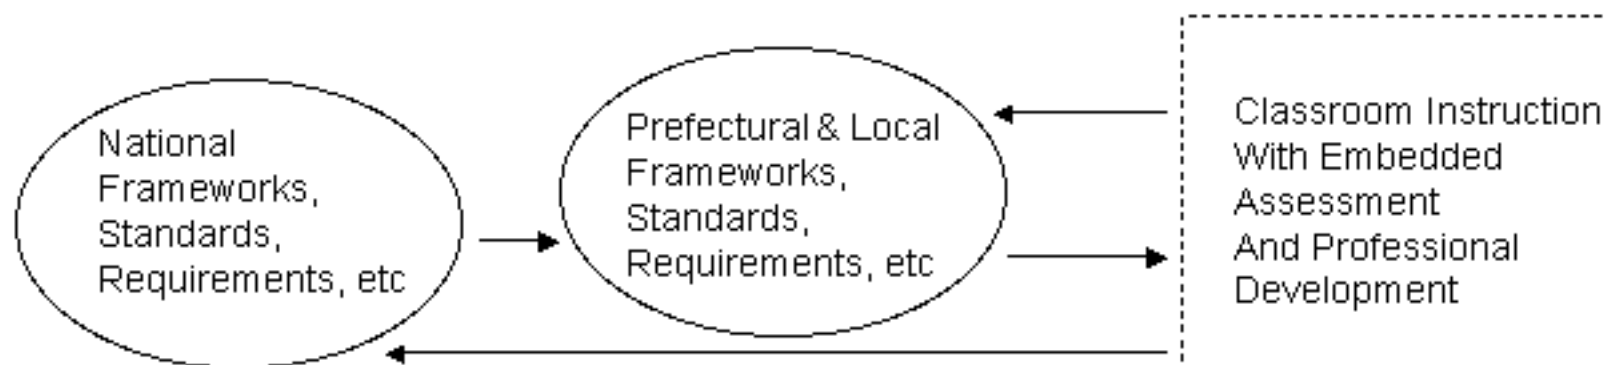 National
Frameworks,
Standards,
Requirements, etc
Prefectural & Local
Frameworks,
Standards,
Requirements, etc
Classroom Instruction
With Embedded
Assessment
And Professional
Development